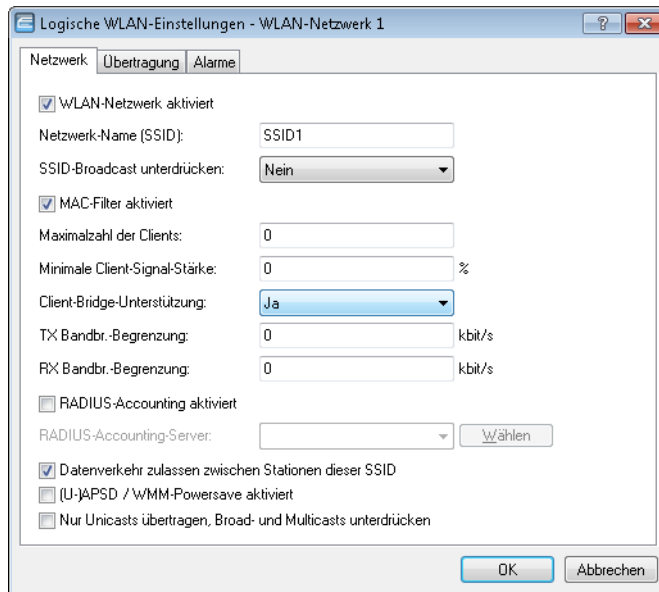 Logische WLAN-Einstellungen - WLAN-Netzwerk 1
Netzwerk Übertragung Alarme
WLAN-Netzwerk aktiviert
Netzwerk-Name (SSID): SSID1
SSID-Broadcast unterdrücken: Nein
MAC-Filter aktiviert
Maximalzahl der Clients: 0
Minimale Client-Signal-Stärke: 0 %
Client-Bridge-Unterstützung: Ja
TX Bandbr.-Begrenzung: 0 kbit/s
RX Bandbr.-Begrenzung: 0 kbit/s
RADIUS-Accounting aktiviert
RADIUS-Accounting-Server: Wählen
Datenverkehr zulassen zwischen Stationen dieser SSID
(U-)APSD / WMM-Powersave aktiviert
Nur Unicasts übertragen, Broad- und Multicasts unterdrücken
OK Abbrechen